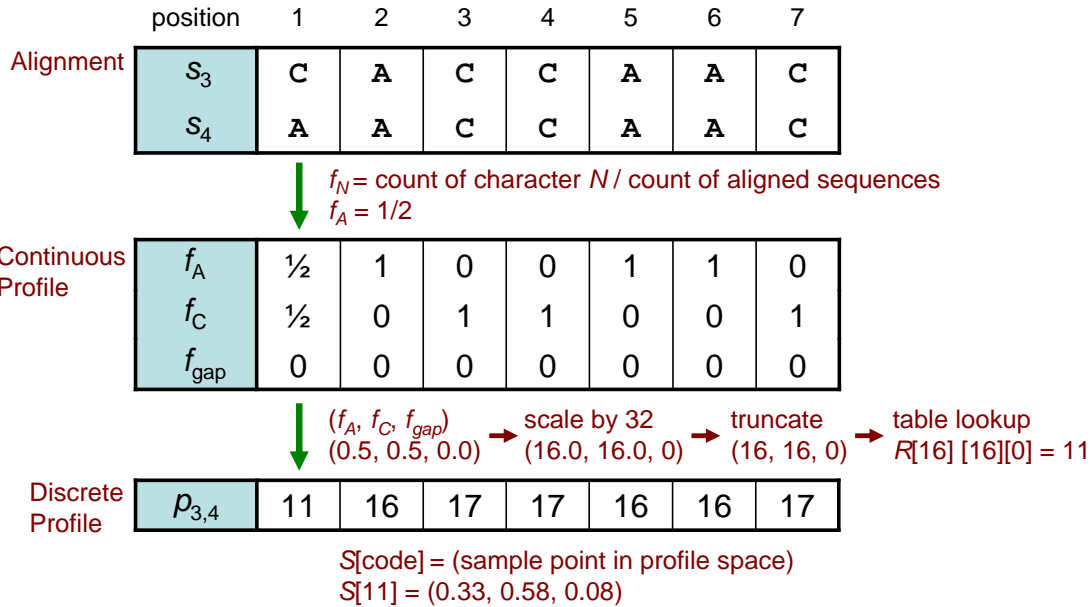 position 1 2 3 4 5 6 7
Alignment s3 C A C C A A C
s4 A A C C A A C
fN = count of character N / count of aligned sequences
fA = 1/2
Continuous Profile
fA ½ 1 0 0 1 1 0
fC ½ 0 1 1 0 0 1
fgap 0 0 0 0 0 0 0
(fA, fC, fgap) scale by 32 truncate table lookup
(0.5, 0.5, 0.0) (16.0, 16.0, 0) (16, 16, 0) R[16] [16][0] = 11
Discrete Profile
p3,4 11 16 17 17 16 16 17
S[code] = (sample point in profile space)
S[11] = (0.33, 0.58, 0.08)